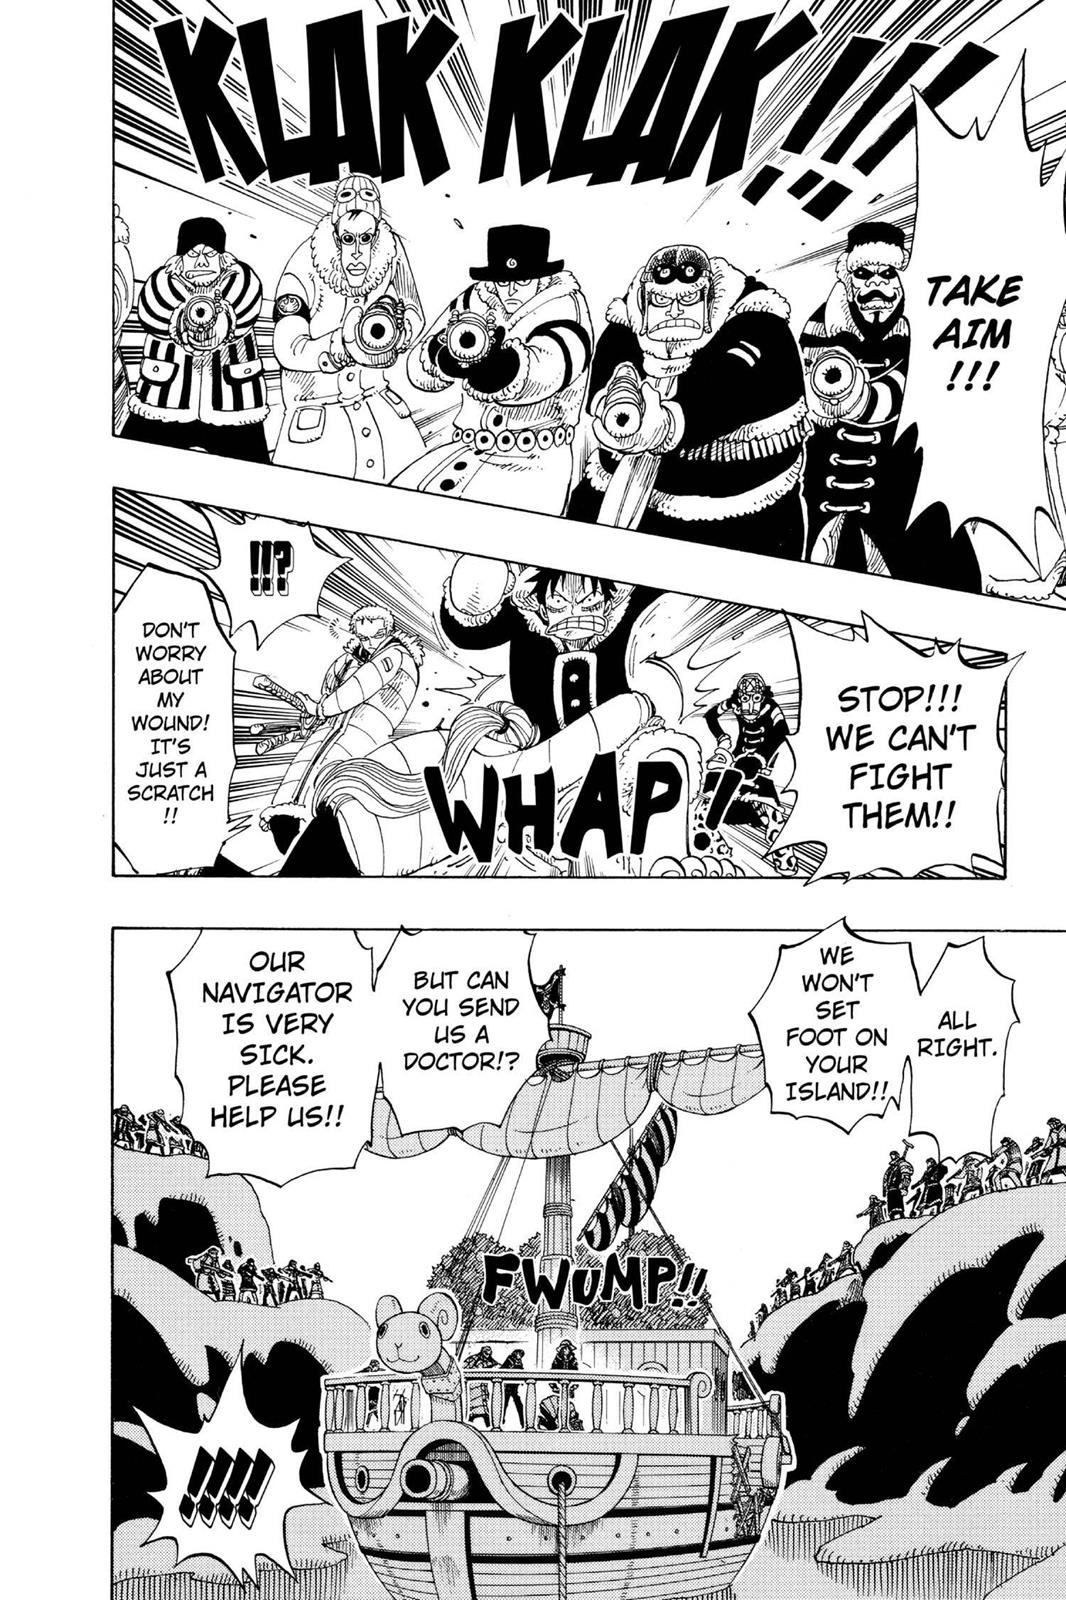 KLAK KLAK!!!
TAKE
AIM
!!!
STOP!!!
WE CAN'T
FIGHT
THEM!!
WHAP!
!!?
DON'T
WORRY
ABOUT
MY
WOUND!
IT'S
JUST A
SCRATCH
!!
ALL
RIGHT.
WE
WON'T
SET
FOOT ON
YOUR
ISLAND!!
BUT CAN
YOU SEND
US A
DOCTOR!?
OUR
NAVIGATOR
IS VERY
SICK.
PLEASE
HELP US!!
FWUMP!!
!!!!!